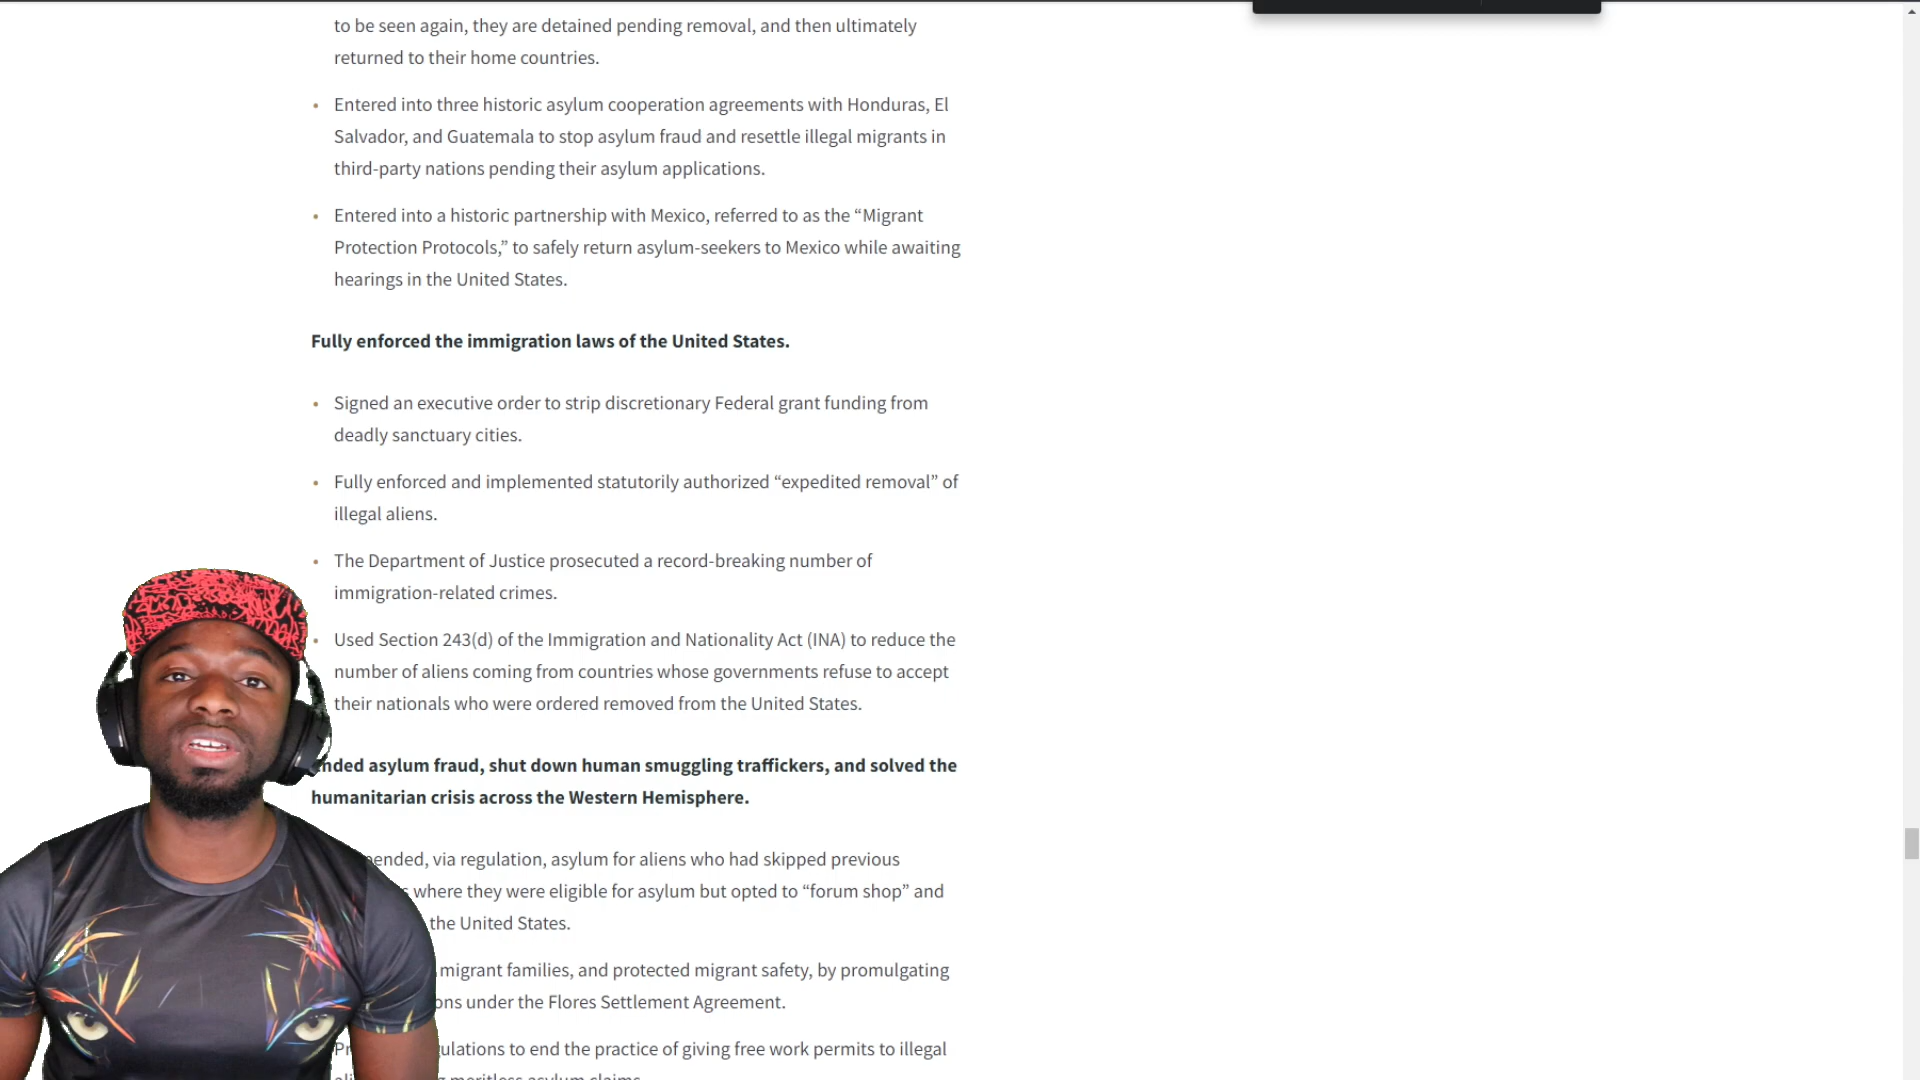 to be seen again, they are detained pending removal, and then ultimately
returned to their home countries.
• Entered into three historic asylum cooperation agreements with Honduras, El
Salvador, and Guatemala to stop asylum fraud and resettle illegal migrants in
third-party nations pending their asylum applications.
• Entered into a historic partnership with Mexico, referred to as the “Migrant
Protection Protocols,” to safely return asylum-seekers to Mexico while awaiting
hearings in the United States.
Fully enforced the immigration laws of the United States.
• Signed an executive order to strip discretionary Federal grant funding from
deadly sanctuary cities.
• Fully enforced and implemented statutorily authorized “expedited removal” of
illegal aliens.
• The Department of Justice prosecuted a record-breaking number of
immigration-related crimes.
• Used Section 243(d) of the Immigration and Nationality Act (INA) to reduce the
number of aliens coming from countries whose governments refuse to accept
their nationals who were ordered removed from the United States.
nded asylum fraud, shut down human smuggling traffickers, and solved the
humanitarian crisis across the Western Hemisphere.
pended, via regulation, asylum for aliens who had skipped previous
where they were eligible for asylum but opted to “forum shop” and
the United States.
migrant families, and protected migrant safety, by promulgating
ons under the Flores Settlement Agreement.
ulations to end the practice of giving free work permits to illegal
meritless asylum claims.